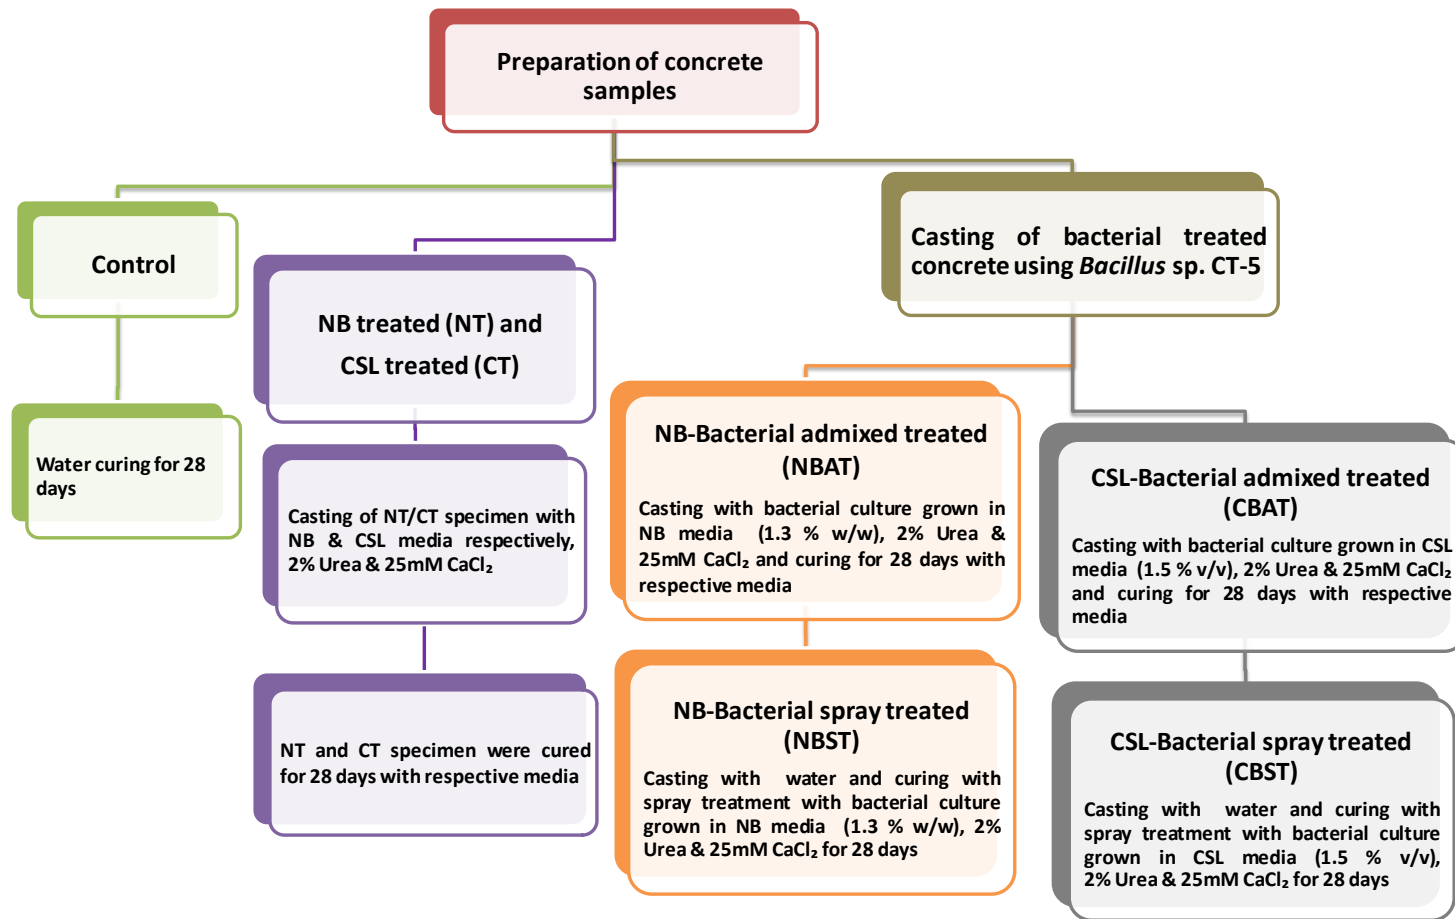 Preparation of concrete
samples
Control
Water curing for 28
days
NB treated (NT) and
CSL treated (CT)
Casting of NT/CT specimen with
NB & CSL media respectively,
2% Urea & 25mM CaCl₂
NT and CT specimen were cured
for 28 days with respective media
Casting of bacterial treated
concrete using Bacillus sp. CT-5
NB-Bacterial admixed treated
(NBAT)
Casting with bacterial culture grown in
NB media (1.3 % w/w), 2% Urea &
25mM CaCl₂ and curing for 28 days with
respective media
NB-Bacterial spray treated
(NBST)
Casting with water and curing with
spray treatment with bacterial culture
grown in NB media (1.3 % w/w), 2%
Urea & 25mM CaCl₂ for 28 days
CSL-Bacterial admixed treated
(CBAT)
Casting with bacterial culture grown in CSL
media (1.5 % v/v), 2% Urea & 25mM CaCl₂
and curing for 28 days with respective
media
CSL-Bacterial spray treated
(CBST)
Casting with water and curing with
spray treatment with bacterial culture
grown in CSL media (1.5 % v/v),
2% Urea & 25mM CaCl₂ for 28 days